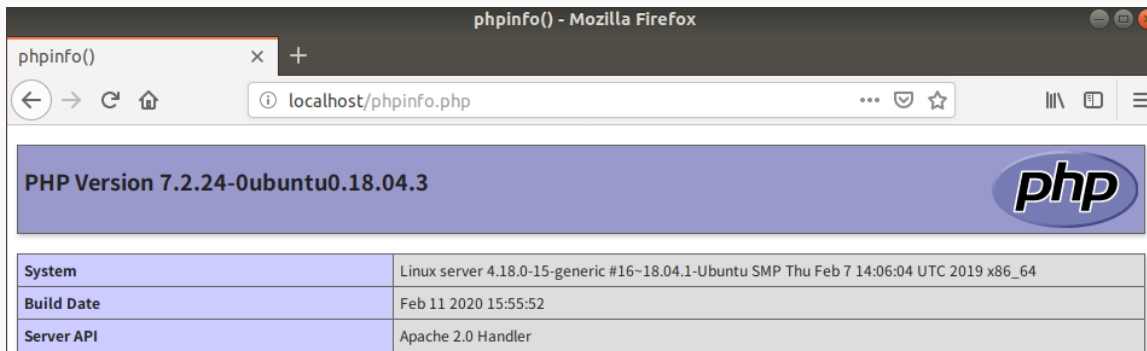 phpinfo() - Mozilla Firefox
phpinfo()
localhost/phpinfo.php
PHP Version 7.2.24-0ubuntu0.18.04.3
php
System Linux server 4.18.0-15-generic #16~18.04.1-Ubuntu SMP Thu Feb 7 14:06:04 UTC 2019 x86_64
Build Date Feb 11 2020 15:55:52
Server API Apache 2.0 Handler